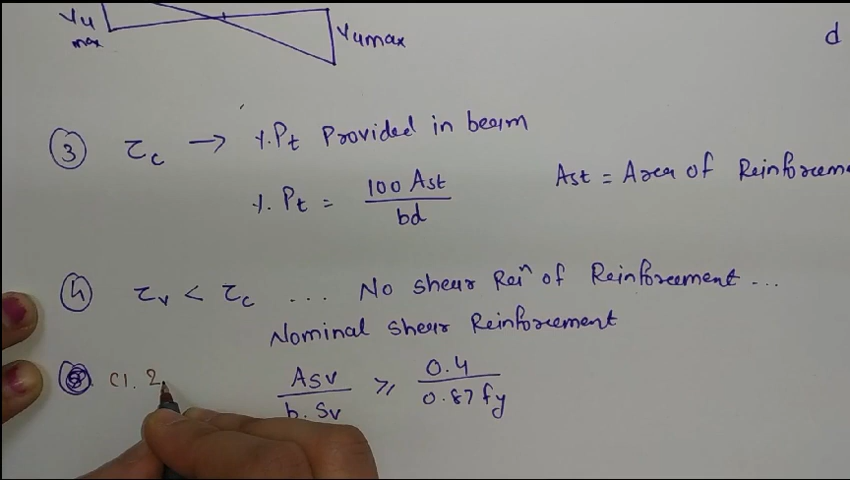 Vu
max
Vumax
d
③ τc → %Pt Provided in beam
% Pt = 100 Ast / bd
Ast = Area of Reinforcem
④ τv < τc ... No shear Reiⁿ of Reinforcement ...
Nominal shear Reinforcement
Cl. 2
Asv / b. Sv ≥ 0.4 / 0.87 fy